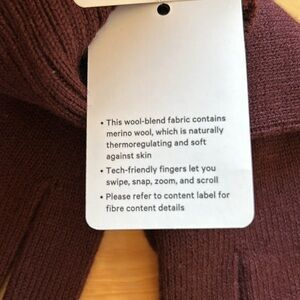 • This wool-blend fabric contains
merino wool, which is naturally
thermoregulating and soft
against skin
• Tech-friendly fingers let you
swipe, snap, zoom, and scroll
• Please refer to content label for
fibre content details